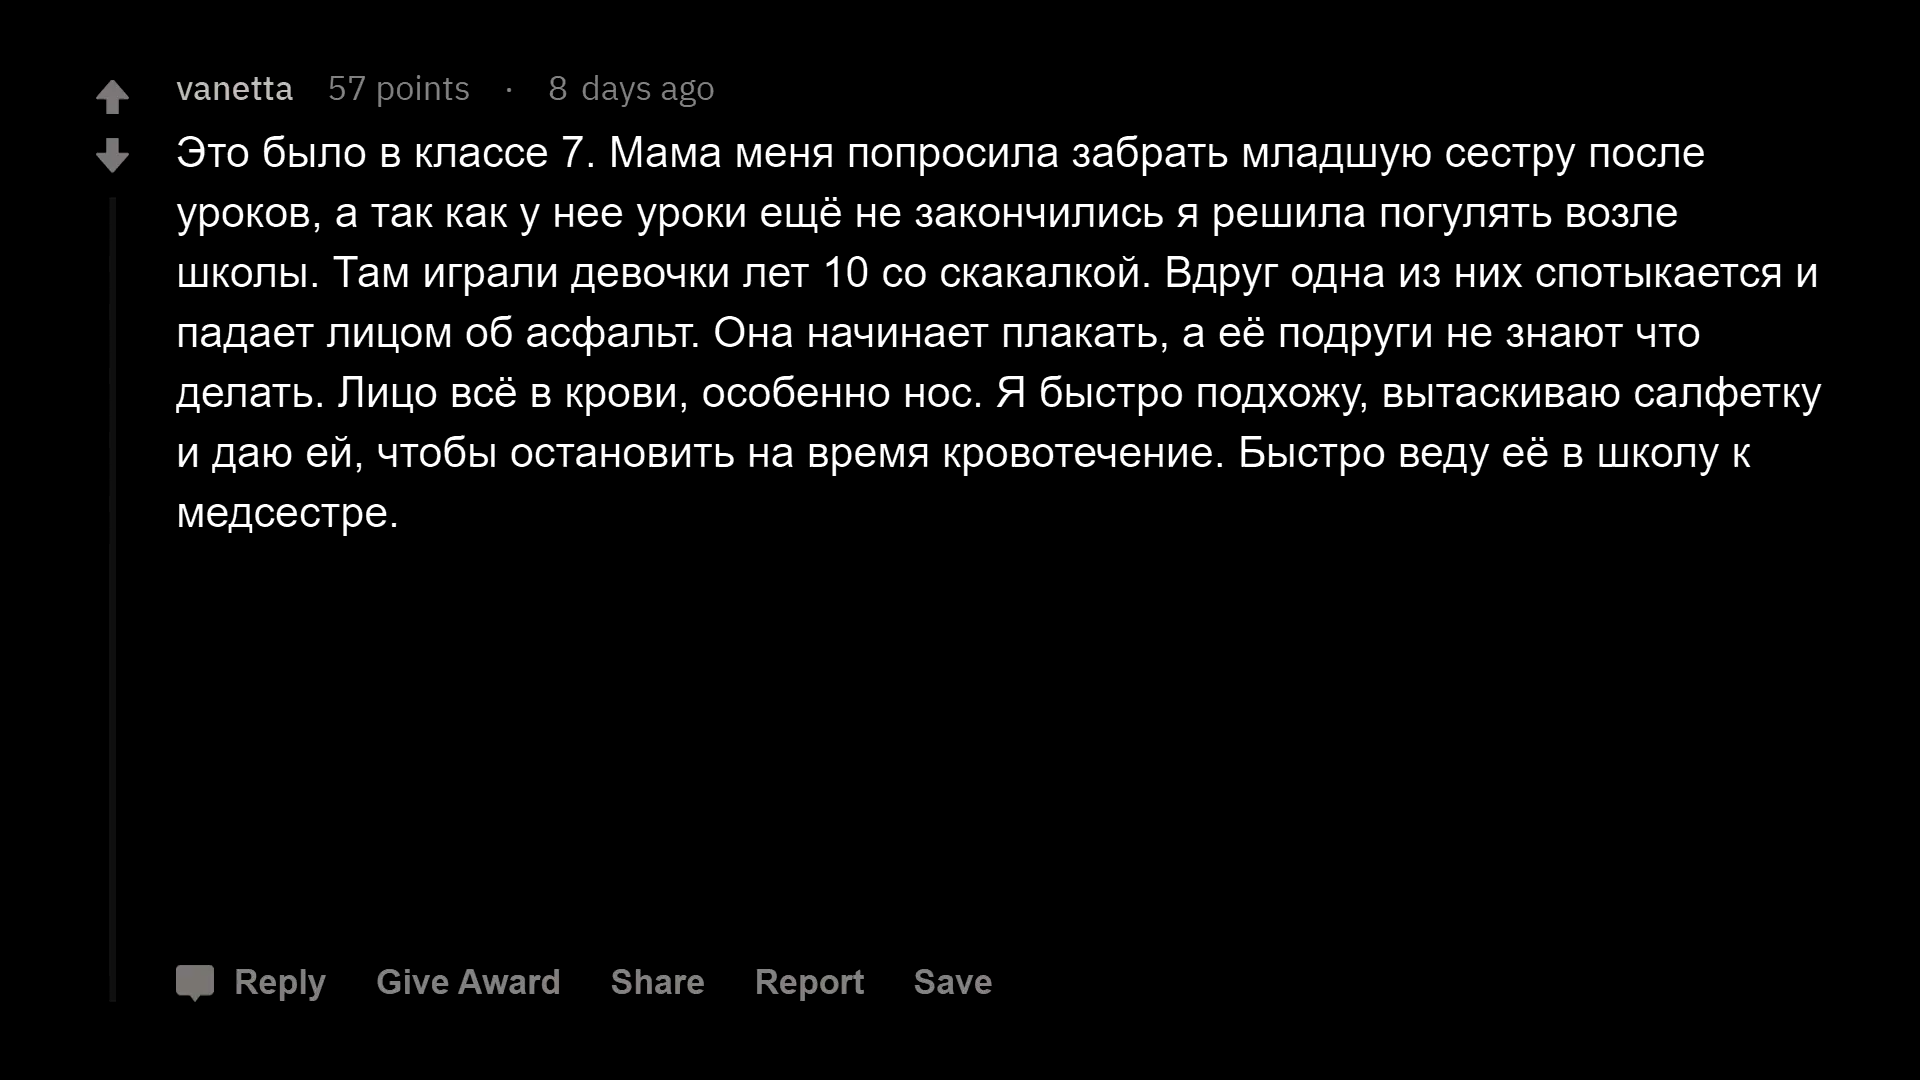 vanetta 57 points · 8 days ago
Это было в классе 7. Мама меня попросила забрать младшую сестру после
уроков, а так как у нее уроки ещё не закончились я решила погулять возле
школы. Там играли девочки лет 10 со скакалкой. Вдруг одна из них спотыкается и
падает лицом об асфальт. Она начинает плакать, а её подруги не знают что
делать. Лицо всё в крови, особенно нос. Я быстро подхожу, вытаскиваю салфетку
и даю ей, чтобы остановить на время кровотечение. Быстро веду её в школу к
медсестре.
Reply Give Award Share Report Save